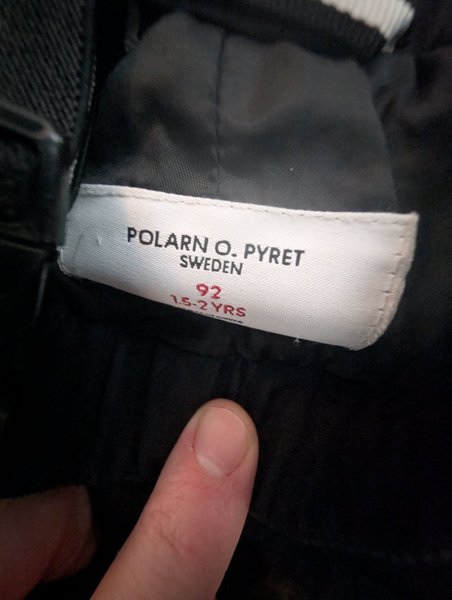 POLARN O. PYRET
SWEDEN
92
1.5-2 YRS